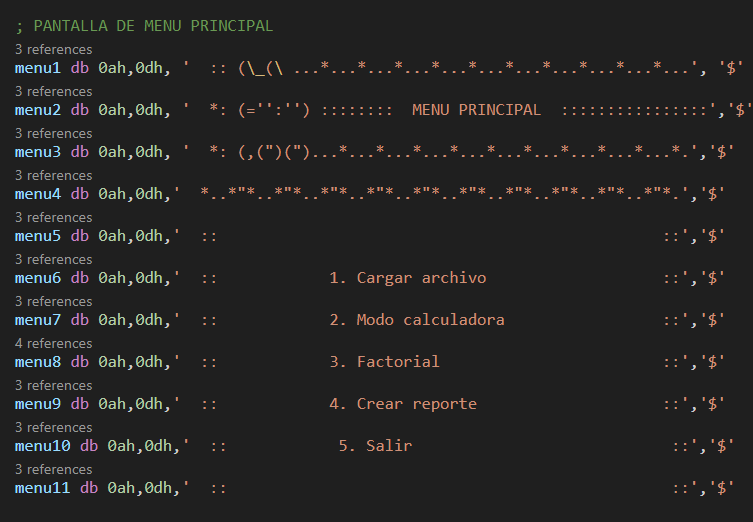 ; PANTALLA DE MENU PRINCIPAL
3 references
menu1 db 0ah,0dh, '  :: (\_(\ ...*...*...*...*...*...*...*...*...*...*...', '$'
3 references
menu2 db 0ah,0dh, '  *: (='':'') ::::::::  MENU PRINCIPAL  ::::::::::::::::','$'
3 references
menu3 db 0ah,0dh, '  *: (,(")(")...*...*...*...*...*...*...*...*...*...*.','$'
3 references
menu4 db 0ah,0dh,'  *..*"*..*"*..*"*..*"*..*"*..*"*..*"*..*"*..*"*..*"*.','$'
3 references
menu5 db 0ah,0dh,'  ::                                                ::','$'
3 references
menu6 db 0ah,0dh,'  ::            1. Cargar archivo                   ::','$'
3 references
menu7 db 0ah,0dh,'  ::            2. Modo calculadora                 ::','$'
4 references
menu8 db 0ah,0dh,'  ::            3. Factorial                        ::','$'
3 references
menu9 db 0ah,0dh,'  ::            4. Crear reporte                    ::','$'
3 references
menu10 db 0ah,0dh,'  ::            5. Salir                            ::','$'
3 references
menu11 db 0ah,0dh,'  ::                                                ::','$'